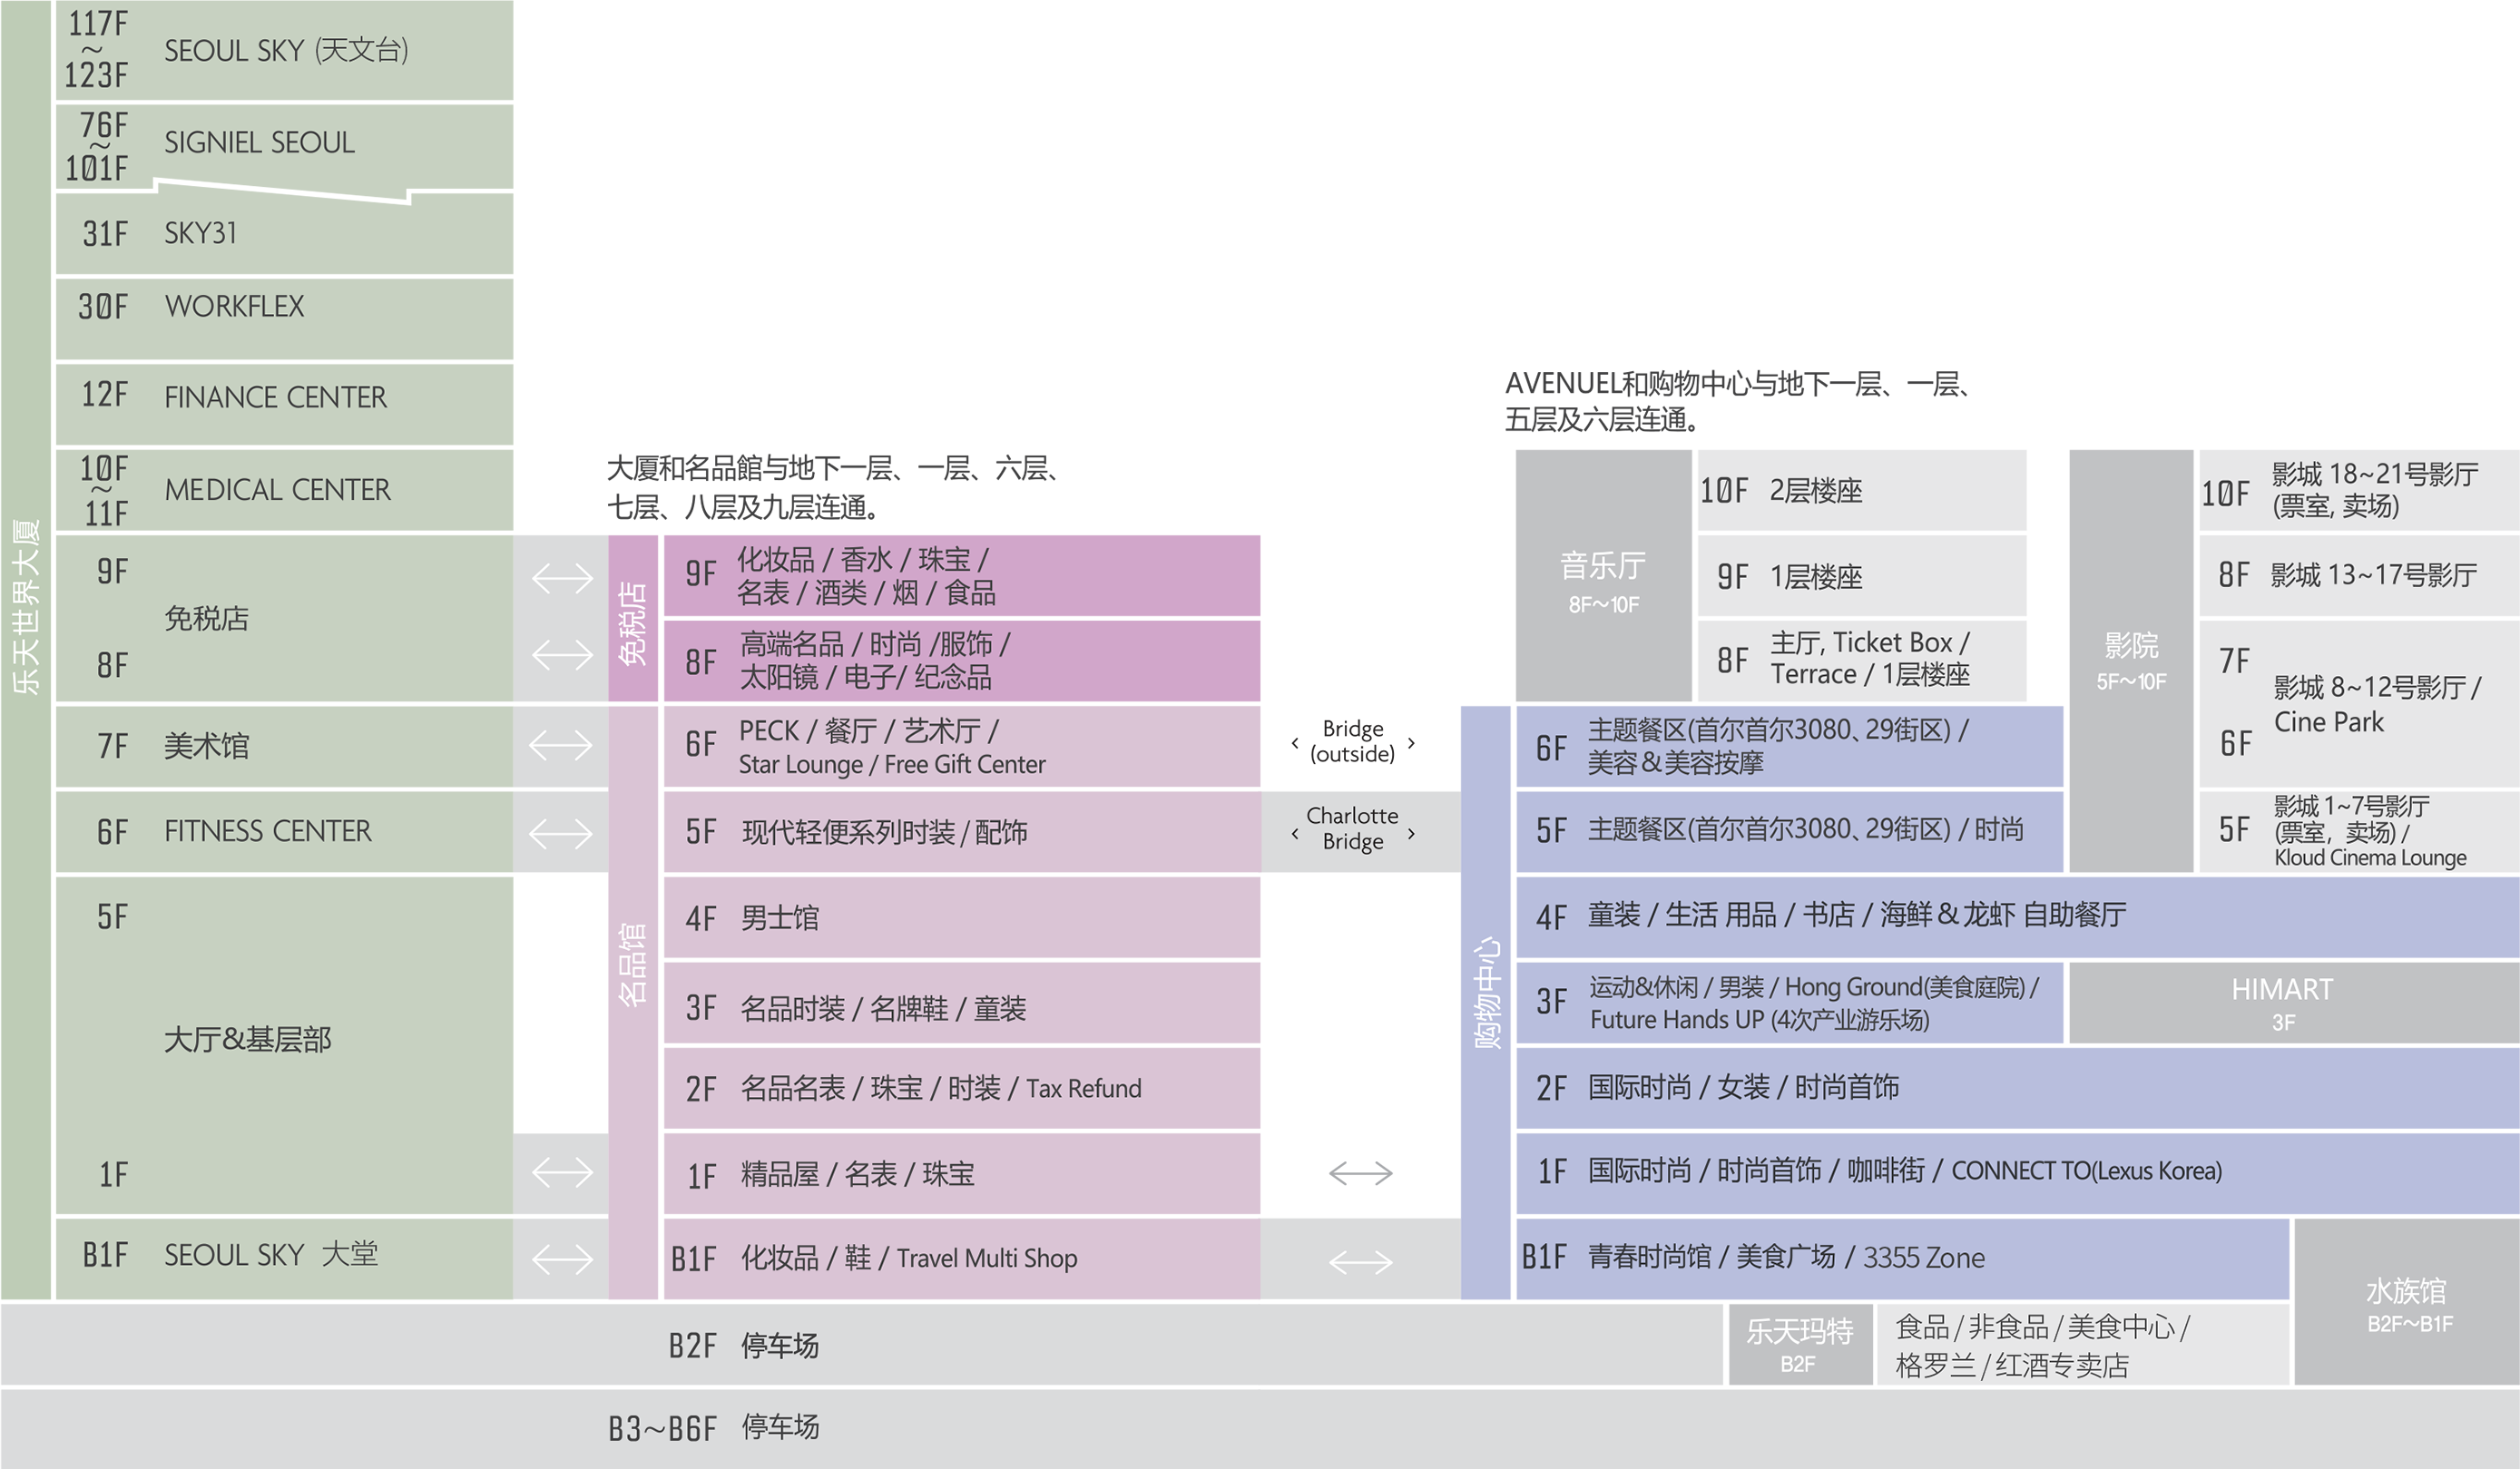 乐天世界大厦
117F
~
123F
SEOUL SKY (天文台)
76F
~
101F
SIGNIEL SEOUL
31F SKY31
30F WORKFLEX
12F FINANCE CENTER
10F
~
11F
MEDICAL CENTER
9F
免税店
8F
7F 美术馆
6F FITNESS CENTER
5F
大厅&基层部
1F
B1F SEOUL SKY 大堂
大厦和名品館与地下一层、一层、六层、
七层、八层及九层连通。
免税店
9F 化妆品 / 香水 / 珠宝 /
名表 / 酒类 / 烟 / 食品
8F 高端名品 / 时尚 /服饰 /
太阳镜 / 电子/ 纪念品
名品馆
6F PECK / 餐厅 / 艺术厅 /
Star Lounge / Free Gift Center
5F 现代轻便系列时装 / 配饰
4F 男士馆
3F 名品时装 / 名牌鞋 / 童装
2F 名品名表 / 珠宝 / 时装 / Tax Refund
1F 精品屋 / 名表 / 珠宝
B1F 化妆品 / 鞋 / Travel Multi Shop
Bridge
‹ (outside) ›
Charlotte
‹ Bridge ›
AVENUEL和购物中心与地下一层、一层、
五层及六层连通。
音乐厅
8F~10F
10F 2层楼座
9F 1层楼座
8F 主厅, Ticket Box /
Terrace / 1层楼座
影院
5F~10F
10F 影城 18~21号影厅
(票室, 卖场)
8F 影城 13~17号影厅
7F
影城 8~12号影厅 /
Cine Park
6F
5F 影城 1~7号影厅
(票室, 卖场) /
Kloud Cinema Lounge
购物中心
6F 主题餐区(首尔首尔3080、29街区) /
美容 & 美容按摩
5F 主题餐区(首尔首尔3080、29街区) / 时尚
4F 童装 / 生活 用品 / 书店 / 海鲜 & 龙虾 自助餐厅
3F 运动&休闲 / 男装 / Hong Ground(美食庭院) /
Future Hands UP (4次产业游乐场)
HIMART
3F
2F 国际时尚 / 女装 / 时尚首饰
1F 国际时尚 / 时尚首饰 / 咖啡街 / CONNECT TO(Lexus Korea)
B1F 青春时尚馆 / 美食广场 / 3355 Zone
水族馆
B2F~B1F
B2F 停车场
乐天玛特
B2F
食品 / 非食品 / 美食中心 /
格罗兰 / 红酒专卖店
B3~B6F 停车场